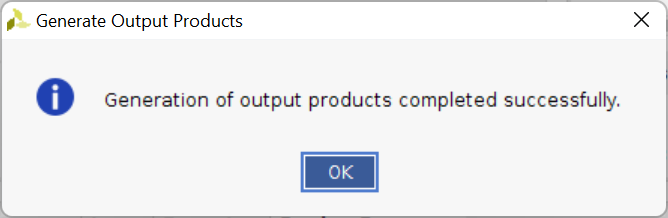 Generate Output Products
Generation of output products completed successfully.
OK